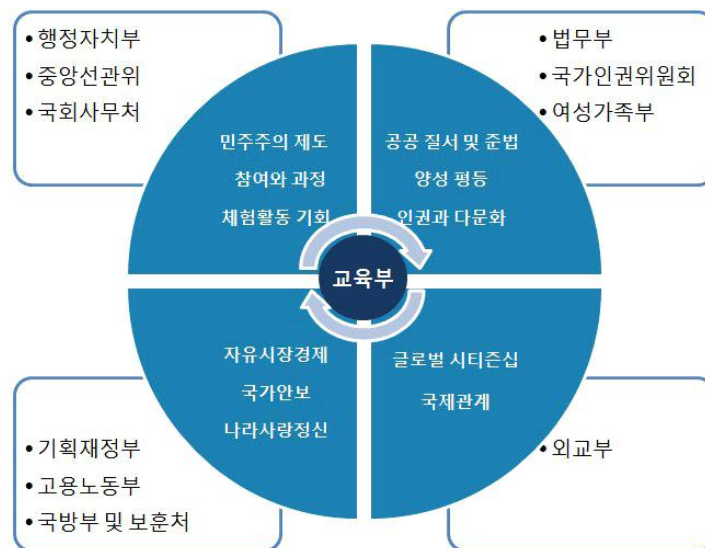 • 행정자치부
• 중앙선관위
• 국회사무처
• 법무부
• 국가인권위원회
• 여성가족부
민주주의 제도
참여와 과정
체험활동 기회
공공 질서 및 준법
양성 평등
인권과 다문화
교육부
자유시장경제
국가안보
나라사랑정신
글로벌 시티즌십
국제관계
• 기획재정부
• 고용노동부
• 국방부 및 보훈처
• 외교부